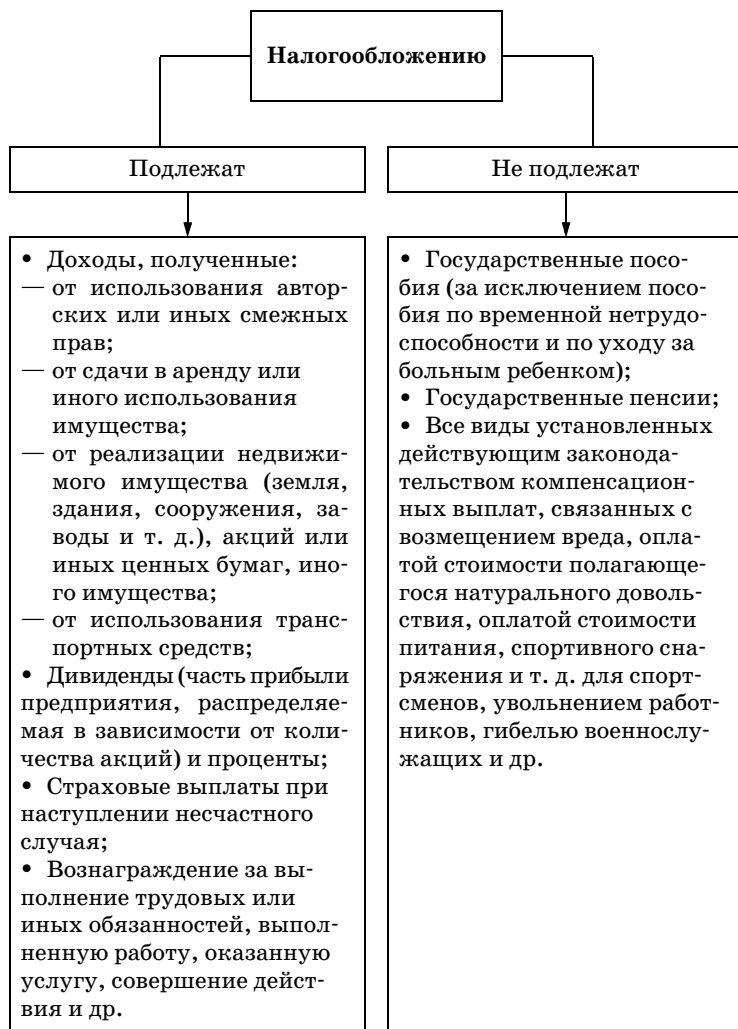 Налогообложению
Подлежат
• Доходы, полученные:
— от использования автор-
ских или иных смежных
прав;
— от сдачи в аренду или
иного использования
имущества;
— от реализации недвижи-
мого имущества (земля,
здания, сооружения, за-
воды и т. д.), акций или
иных ценных бумаг, ино-
го имущества;
— от использования транс-
портных средств;
• Дивиденды (часть прибыли
предприятия, распределяе-
мая в зависимости от коли-
чества акций) и проценты;
• Страховые выплаты при
наступлении несчастного
случая;
• Вознаграждение за вы-
полнение трудовых или
иных обязанностей, выпол-
ненную работу, оказанную
услугу, совершение дейст-
вия и др.
Не подлежат
• Государственные посо-
бия (за исключением посо-
бия по временной нетрудо-
способности и по уходу за
больным ребенком);
• Государственные пенсии;
• Все виды установленных
действующим законода-
тельством компенсацион-
ных выплат, связанных с
возмещением вреда, опла-
той стоимости полагающе-
гося натурального доволь-
ствия, оплатой стоимости
питания, спортивного сна-
ряжения и т. д. для спорт-
сменов, увольнением работ-
ников, гибелью военнослу-
жащих и др.